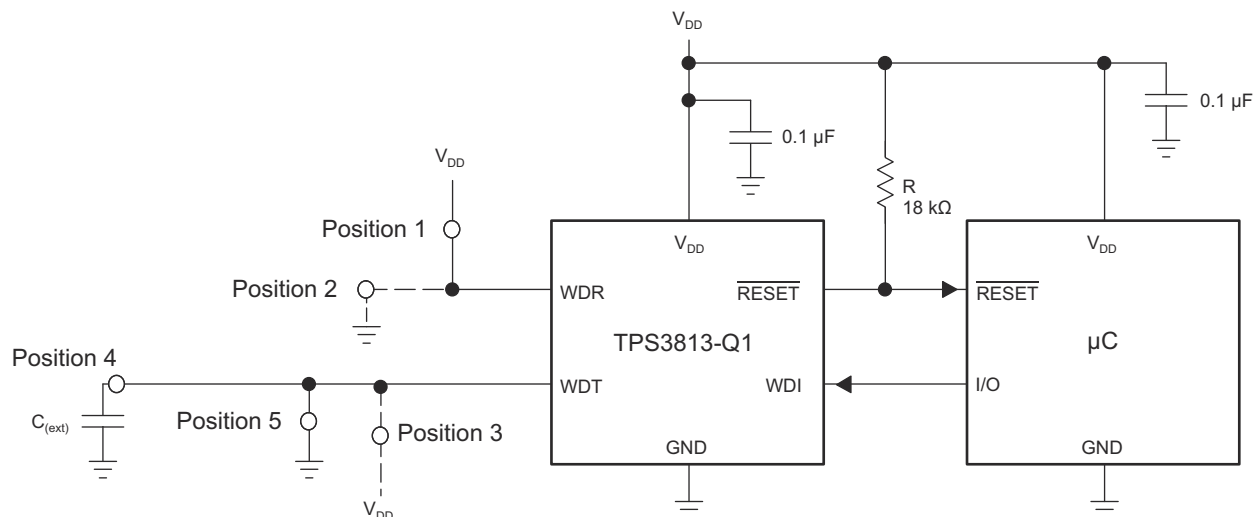 V_DD
0.1 µF
0.1 µF
V_DD
R
18 kΩ
Position 1
V_DD
V_DD
Position 2
WDR
RESET
RESET
TPS3813-Q1
µC
Position 4
WDT
WDI
I/O
C_(ext)
Position 5
Position 3
GND
GND
V_DD